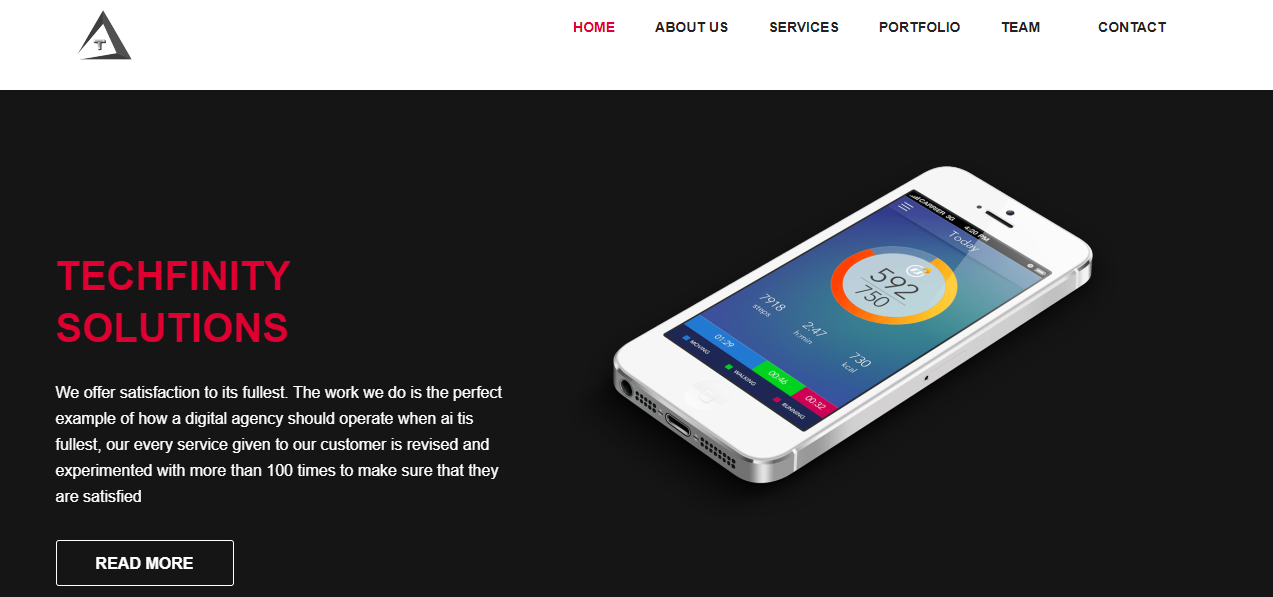 T
HOME ABOUT US SERVICES PORTFOLIO TEAM CONTACT
TECHFINITY
SOLUTIONS
We offer satisfaction to its fullest. The work we do is the perfect
example of how a digital agency should operate when ai tis
fullest, our every service given to our customer is revised and
experimented with more than 100 times to make sure that they
are satisfied
READ MORE
CARRIER 3G 4:20 PM
Today
592
750
7918
steps
2:47
h:min
730
kcal
01:29 00:46 00:32
MOVING WALKING RUNNING